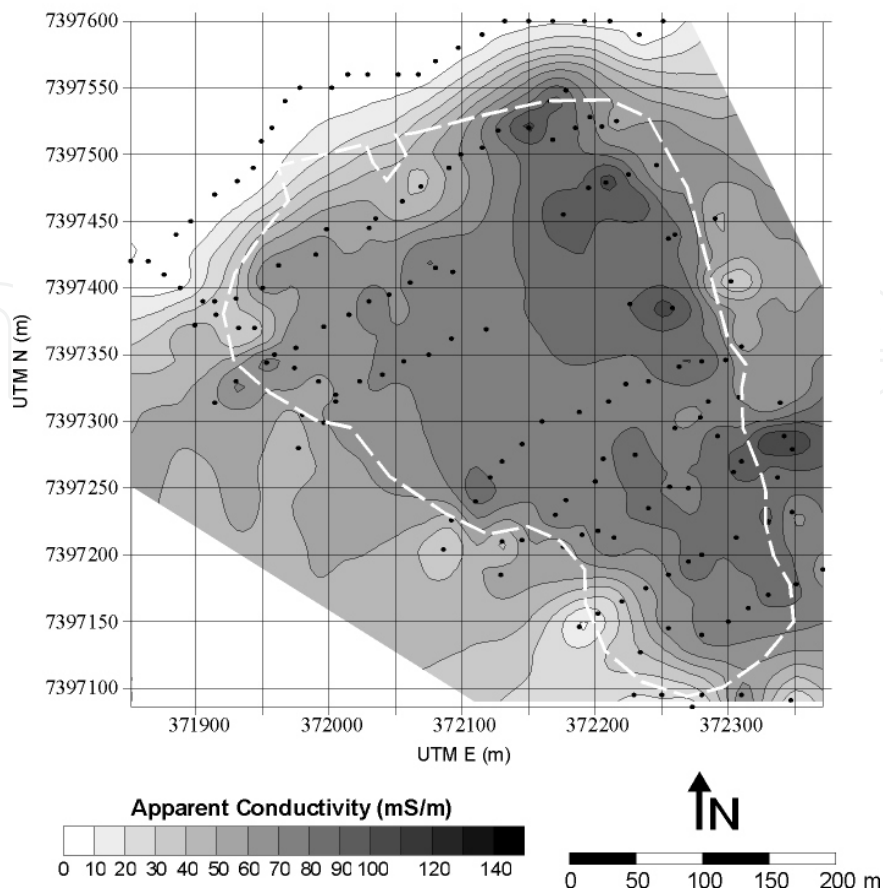 7397600
7397550
7397500
7397450
7397400
7397350
7397300
7397250
7397200
7397150
7397100
UTM N (m)
371900 372000 372100 372200 372300
UTM E (m)
Apparent Conductivity (mS/m)
0 10 20 30 40 50 60 70 80 90 100 120 140
N
0 50 100 150 200 m